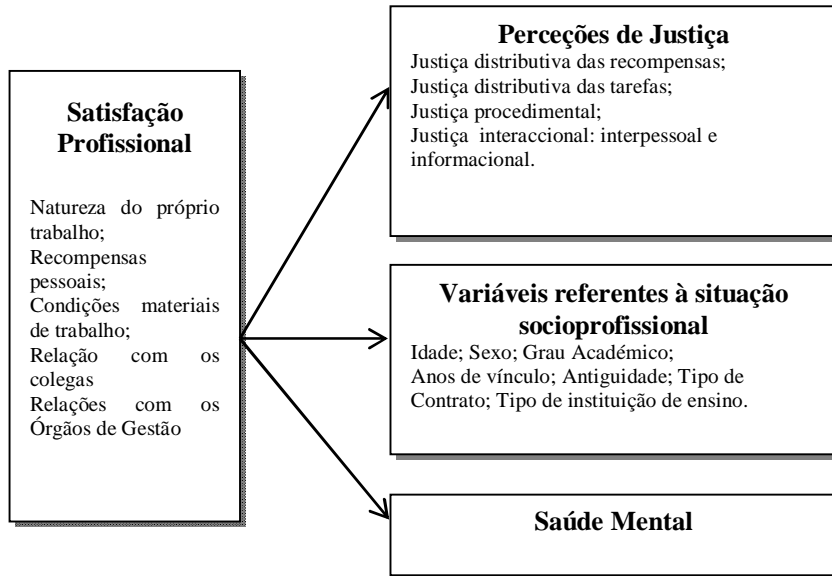 Satisfação
Profissional
Natureza do próprio
trabalho;
Recompensas
pessoais;
Condições materiais
de trabalho;
Relação com os
colegas
Relações com os
Órgãos de Gestão
Perceções de Justiça
Justiça distributiva das recompensas;
Justiça distributiva das tarefas;
Justiça procedimental;
Justiça interaccional: interpessoal e
informacional.
Variáveis referentes à situação
socioprofissional
Idade; Sexo; Grau Académico;
Anos de vínculo; Antiguidade; Tipo de
Contrato; Tipo de instituição de ensino.
Saúde Mental